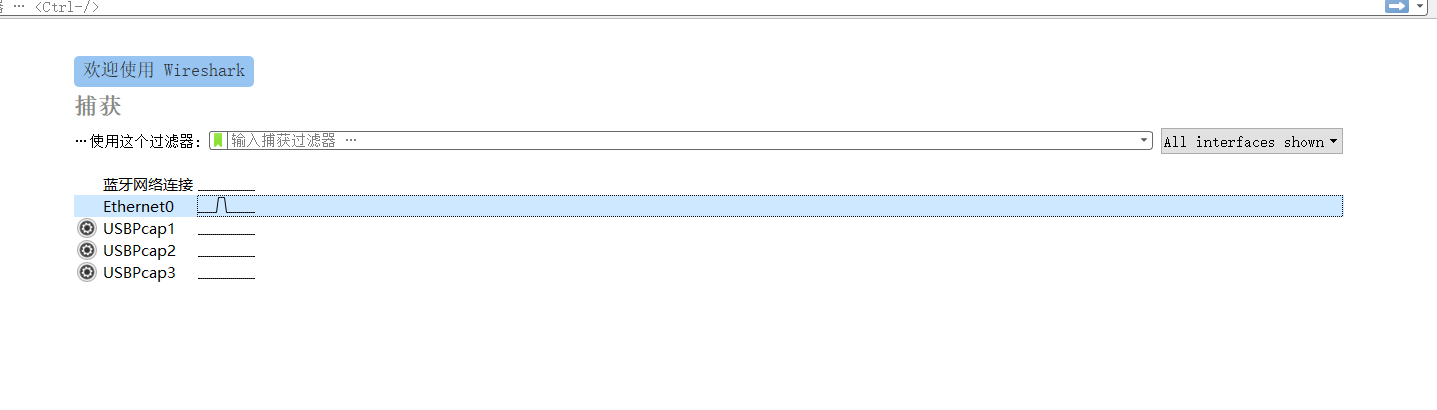 … <Ctrl-/>
欢迎使用 Wireshark
捕获
…使用这个过滤器: 输入捕获过滤器 … All interfaces shown
蓝牙网络连接
Ethernet0
USBPcap1
USBPcap2
USBPcap3